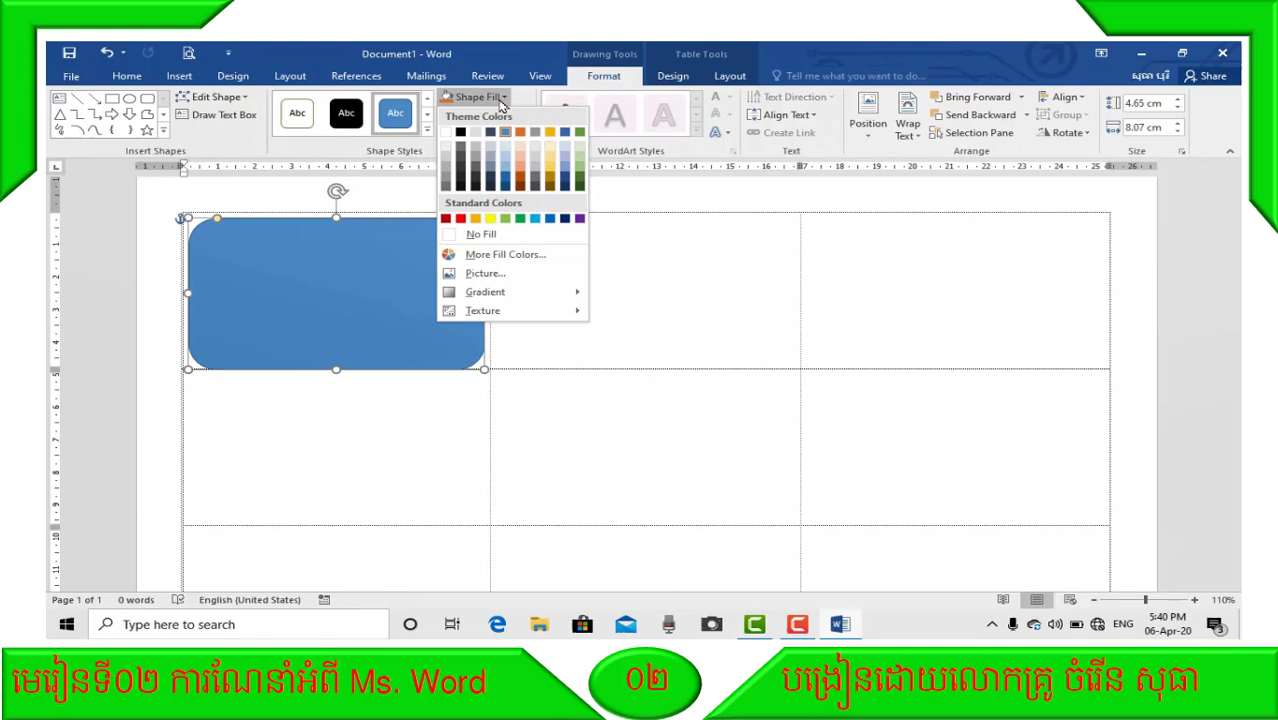 Document1 - Word
Drawing Tools
Table Tools
File
Home
Insert
Design
Layout
References
Mailings
Review
View
Format
Design
Layout
Tell me what you want to do...
សុធា ឃុរី
Share
Edit Shape
Draw Text Box
Insert Shapes
Abc
Abc
Abc
Shape Styles
Shape Fill
Theme Colors
Standard Colors
No Fill
More Fill Colors...
Picture...
Gradient
Texture
A
A
WordArt Styles
Text Direction
Align Text
Create Link
Text
Position
Wrap Text
Bring Forward
Send Backward
Selection Pane
Align
Group
Rotate
Arrange
4.65 cm
8.07 cm
Size
Page 1 of 1
0 words
English (United States)
110%
Type here to search
ENG
5:40 PM
06-Apr-20
3
មេរៀនទី០២ ការណែនាំអំពី Ms. Word
០២
បង្រៀនដោយលោកគ្រូ ចំរើន សុធា